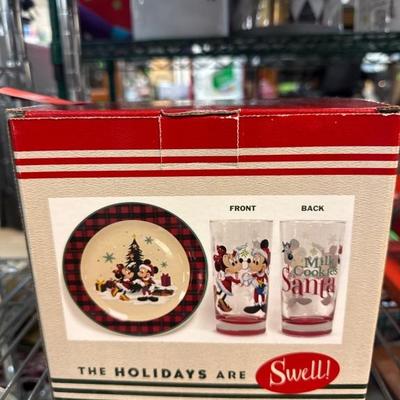 FRONT BACK
Milk
Cookies
Santa
THE HOLIDAYS ARE Swell!